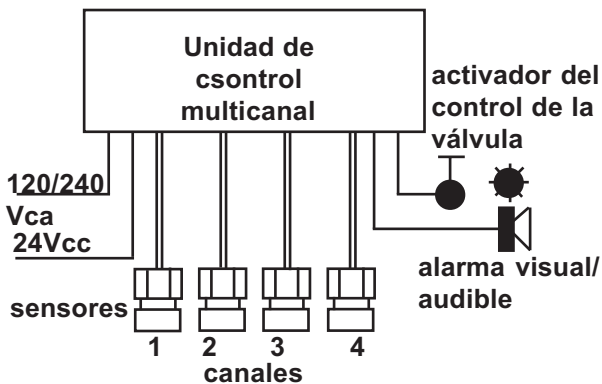 Unidad de
csontrol
multicanal
activador del
control de la
válvula
120/240
Vca
24Vcc
alarma visual/
audible
sensores
1 2 3 4
canales